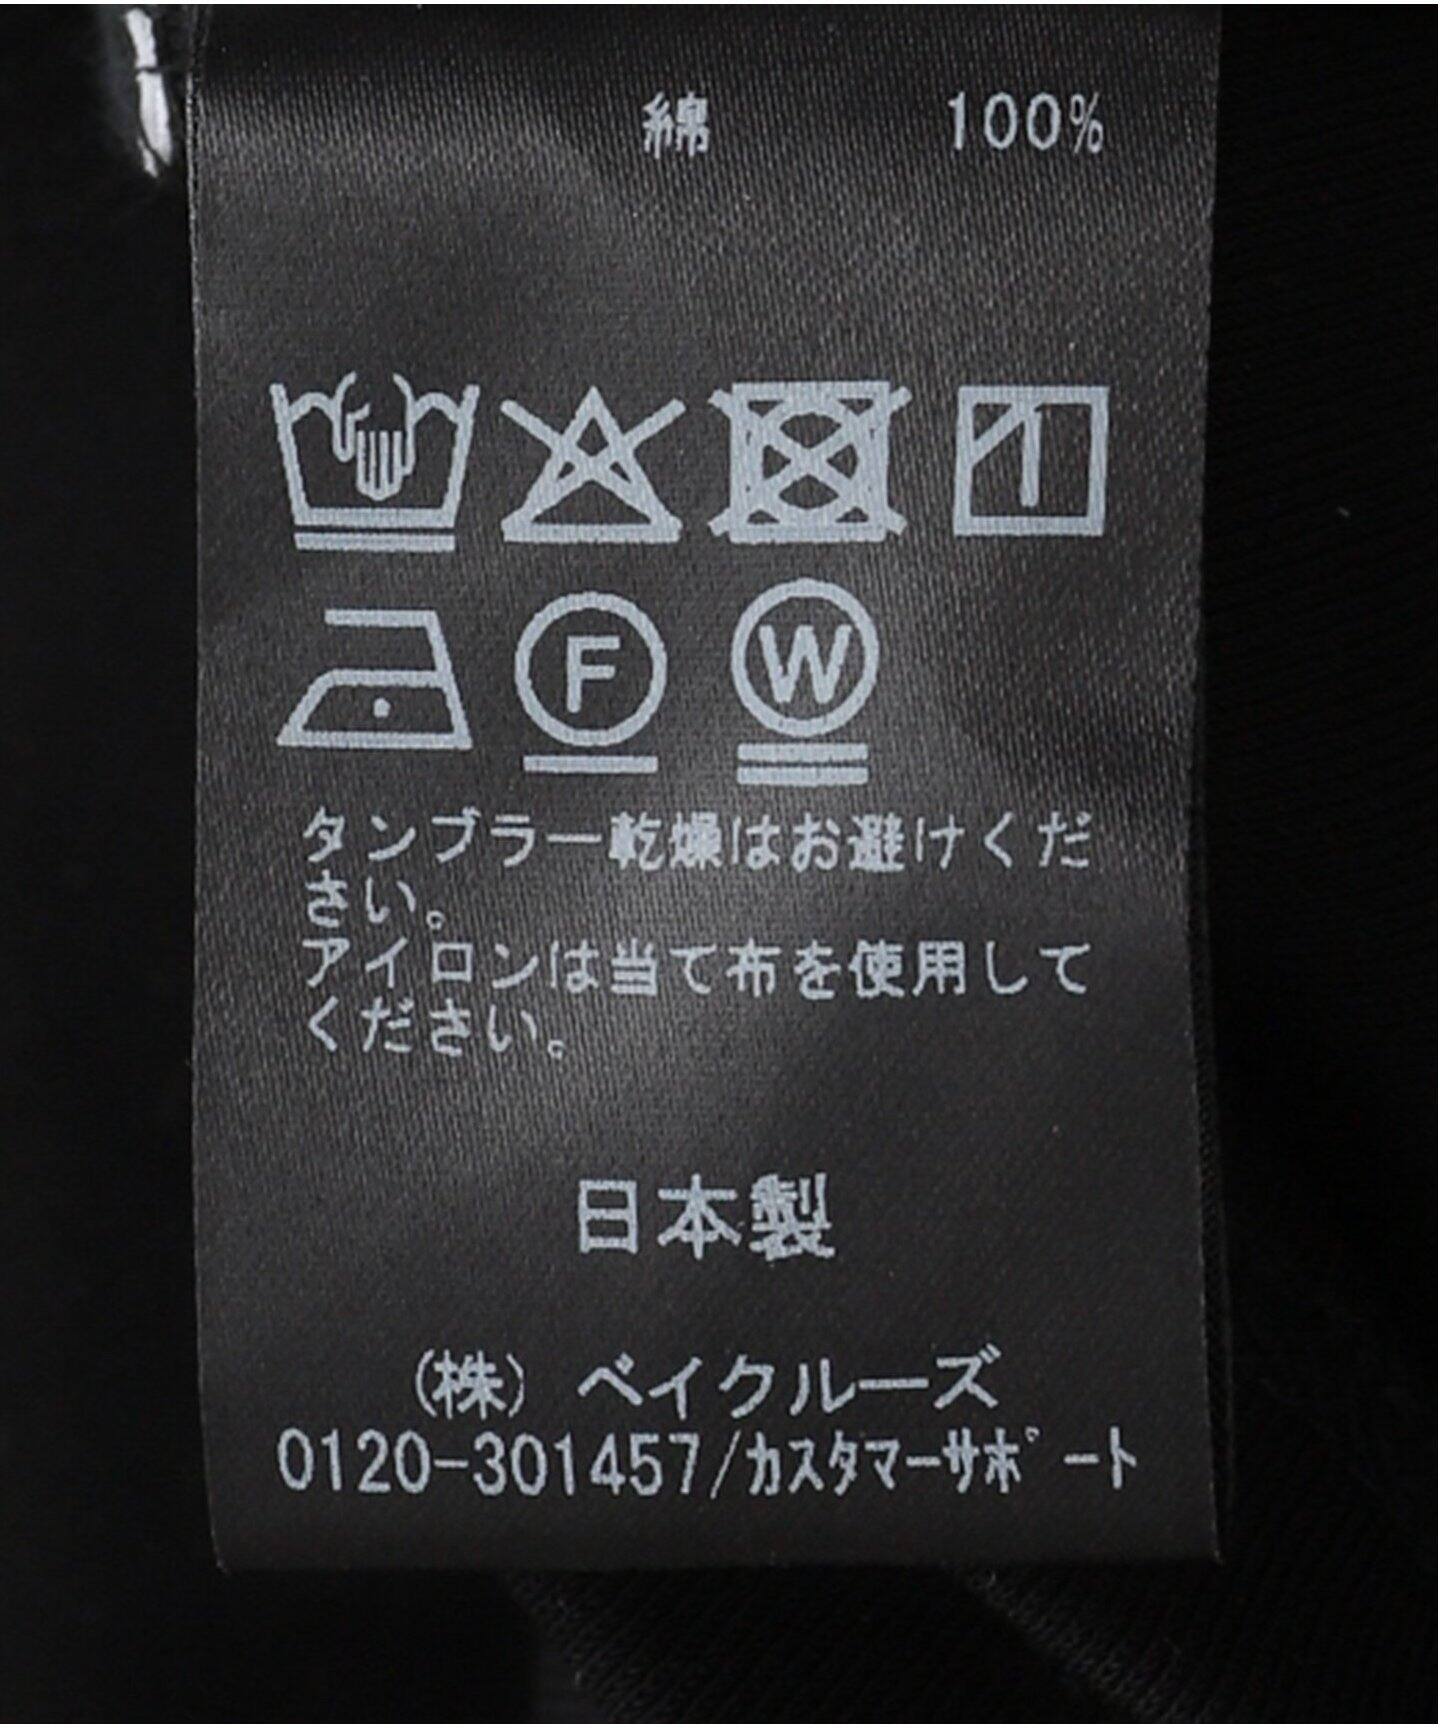 綿 100%
F W
タンブラー乾燥はお避けくだ
さい。
アイロンは当て布を使用して
ください。
日本製
(株) ベイクルーズ
0120-301457/カスタマーサポート